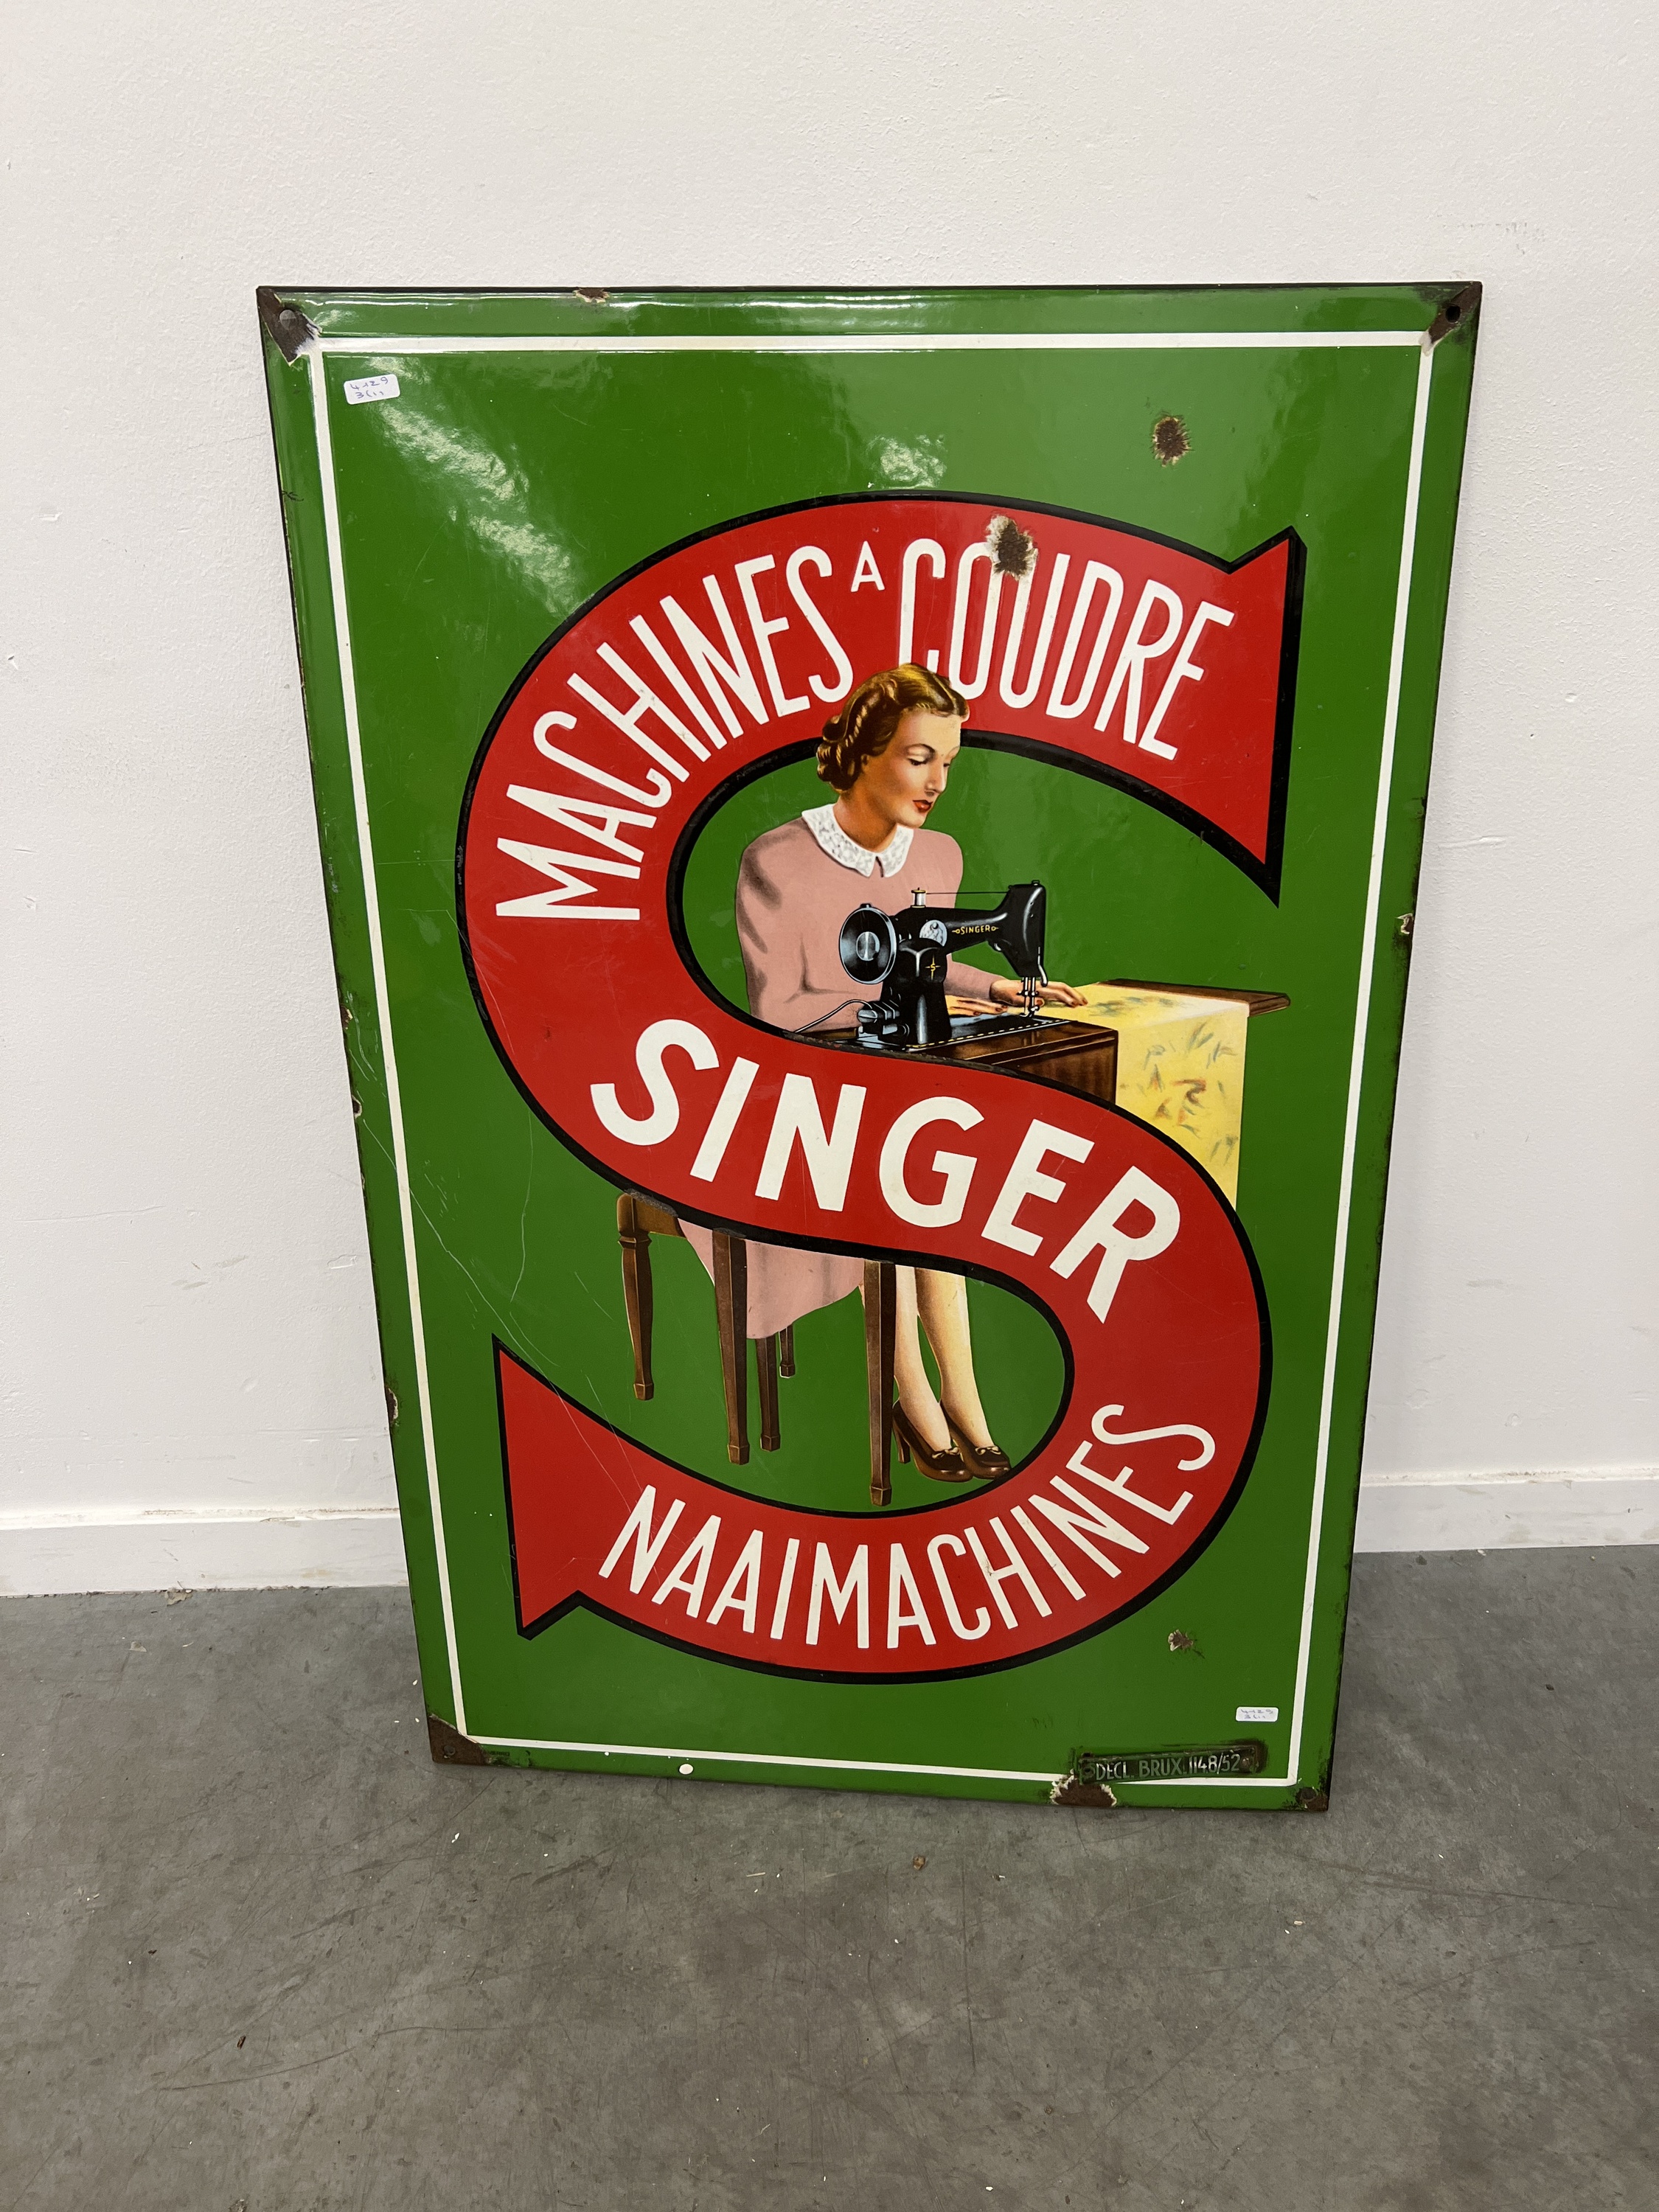 MACHINES A COUDRE
SINGER
SINGER
NAAIMACHINES
DECL. BRUX. 1148/52